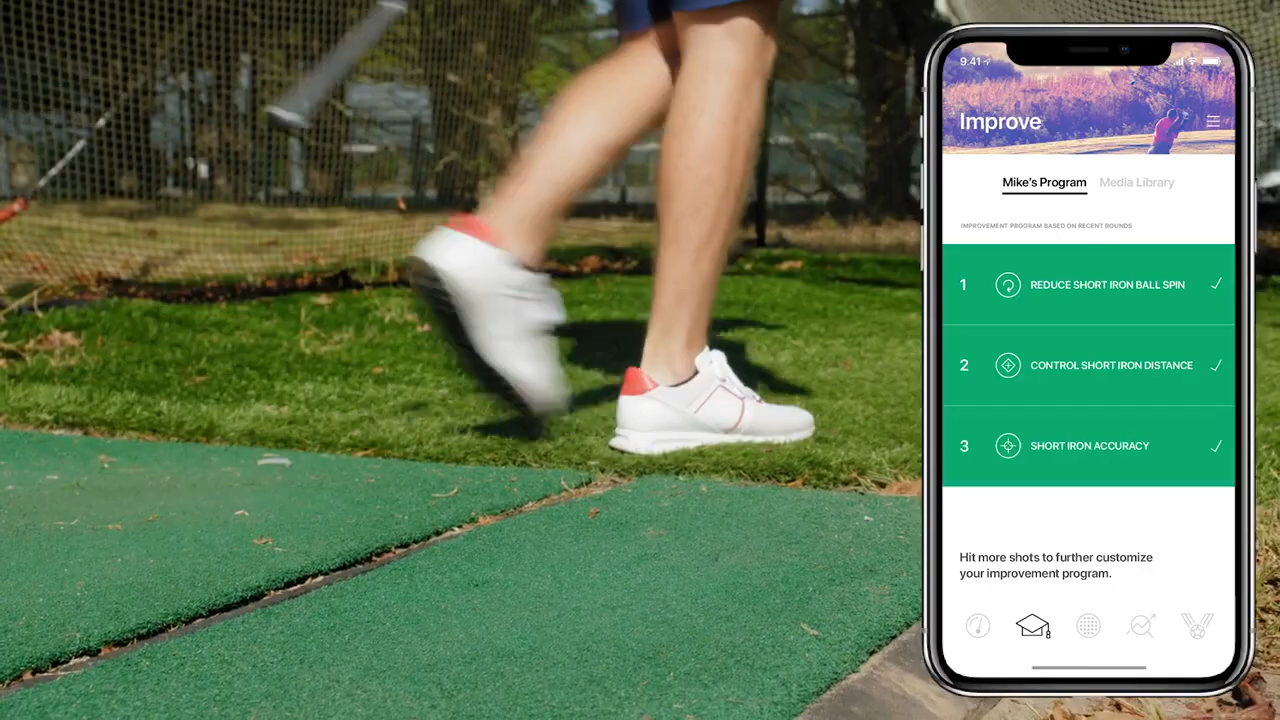 9:41
Improve
Mike's Program Media Library
IMPROVEMENT PROGRAM BASED ON RECENT ROUNDS
1 REDUCE SHORT IRON BALL SPIN
2 CONTROL SHORT IRON DISTANCE
3 SHORT IRON ACCURACY
Hit more shots to further customize
your improvement program.